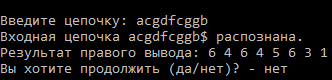 Введите цепочку: acgdfcggb
Входная цепочка acgdfcggb$ распознана.
Результат правого вывода: 6 4 6 4 5 6 3 1
Вы хотите продолжить (да/нет)? - нет